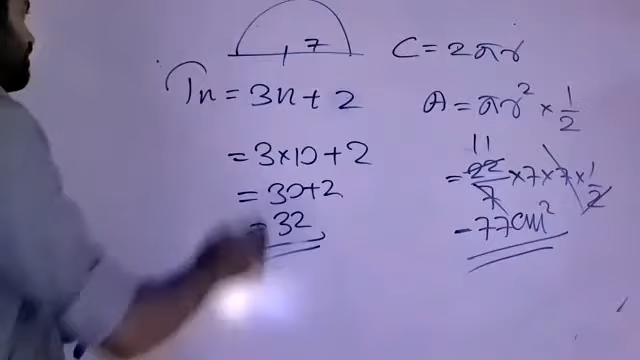 7
C = 2πr
Tn = 3n + 2
A = πr² × 1/2
= 3×10 + 2
11
= 22/7 × 7 × 7 × 1/2
= 30+2
= 32
- 77cm²